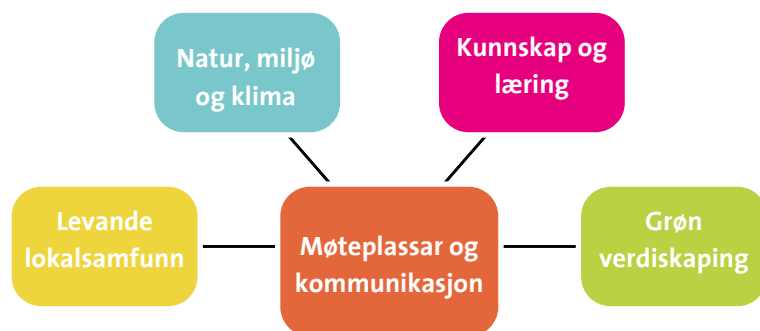 Natur, miljø
og klima
Kunnskap og
læring
Levande
lokalsamfunn
Møteplassar og
kommunikasjon
Grøn
verdiskaping